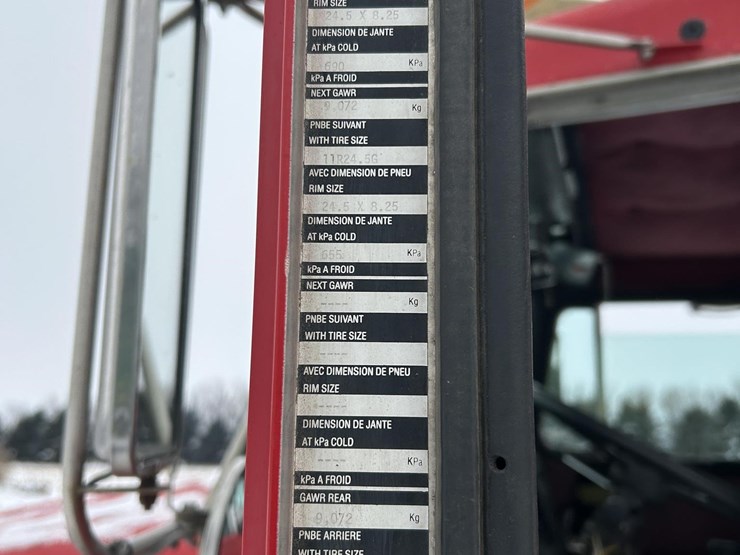 RIM SIZE
24.5 X 8.25
DIMENSION DE JANTE
AT kPa COLD
690 KPa
kPa A FROID
NEXT GAWR
9.072 Kg
PNBE SUIVANT
WITH TIRE SIZE
11R24.5G
AVEC DIMENSION DE PNEU
RIM SIZE
24.5 X 8.25
DIMENSION DE JANTE
AT kPa COLD
655 KPa
kPa A FROID
NEXT GAWR
---- Kg
PNBE SUIVANT
WITH TIRE SIZE
----
AVEC DIMENSION DE PNEU
RIM SIZE
----
DIMENSION DE JANTE
AT kPa COLD
---- KPa
kPa A FROID
GAWR REAR
9.072 Kg
PNBE ARRIERE
WITH TIRE SIZE